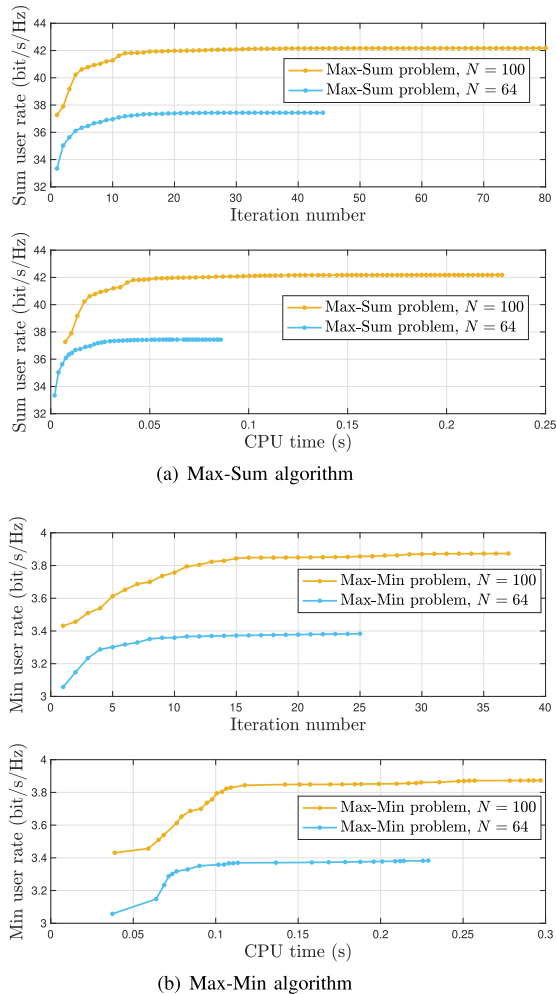 44
42
40
38
36
34
32
Sum user rate (bit/s/Hz)
Max-Sum problem, N = 100
Max-Sum problem, N = 64
0 10 20 30 40 50 60 70 80
Iteration number
44
42
40
38
36
34
32
Sum user rate (bit/s/Hz)
Max-Sum problem, N = 100
Max-Sum problem, N = 64
0 0.05 0.1 0.15 0.2 0.25
CPU time (s)
(a) Max-Sum algorithm
4
3.8
3.6
3.4
3.2
3
Min user rate (bit/s/Hz)
Max-Min problem, N = 100
Max-Min problem, N = 64
0 5 10 15 20 25 30 35 40
Iteration number
4
3.8
3.6
3.4
3.2
3
Min user rate (bit/s/Hz)
Max-Min problem, N = 100
Max-Min problem, N = 64
0 0.05 0.1 0.15 0.2 0.25 0.3
CPU time (s)
(b) Max-Min algorithm